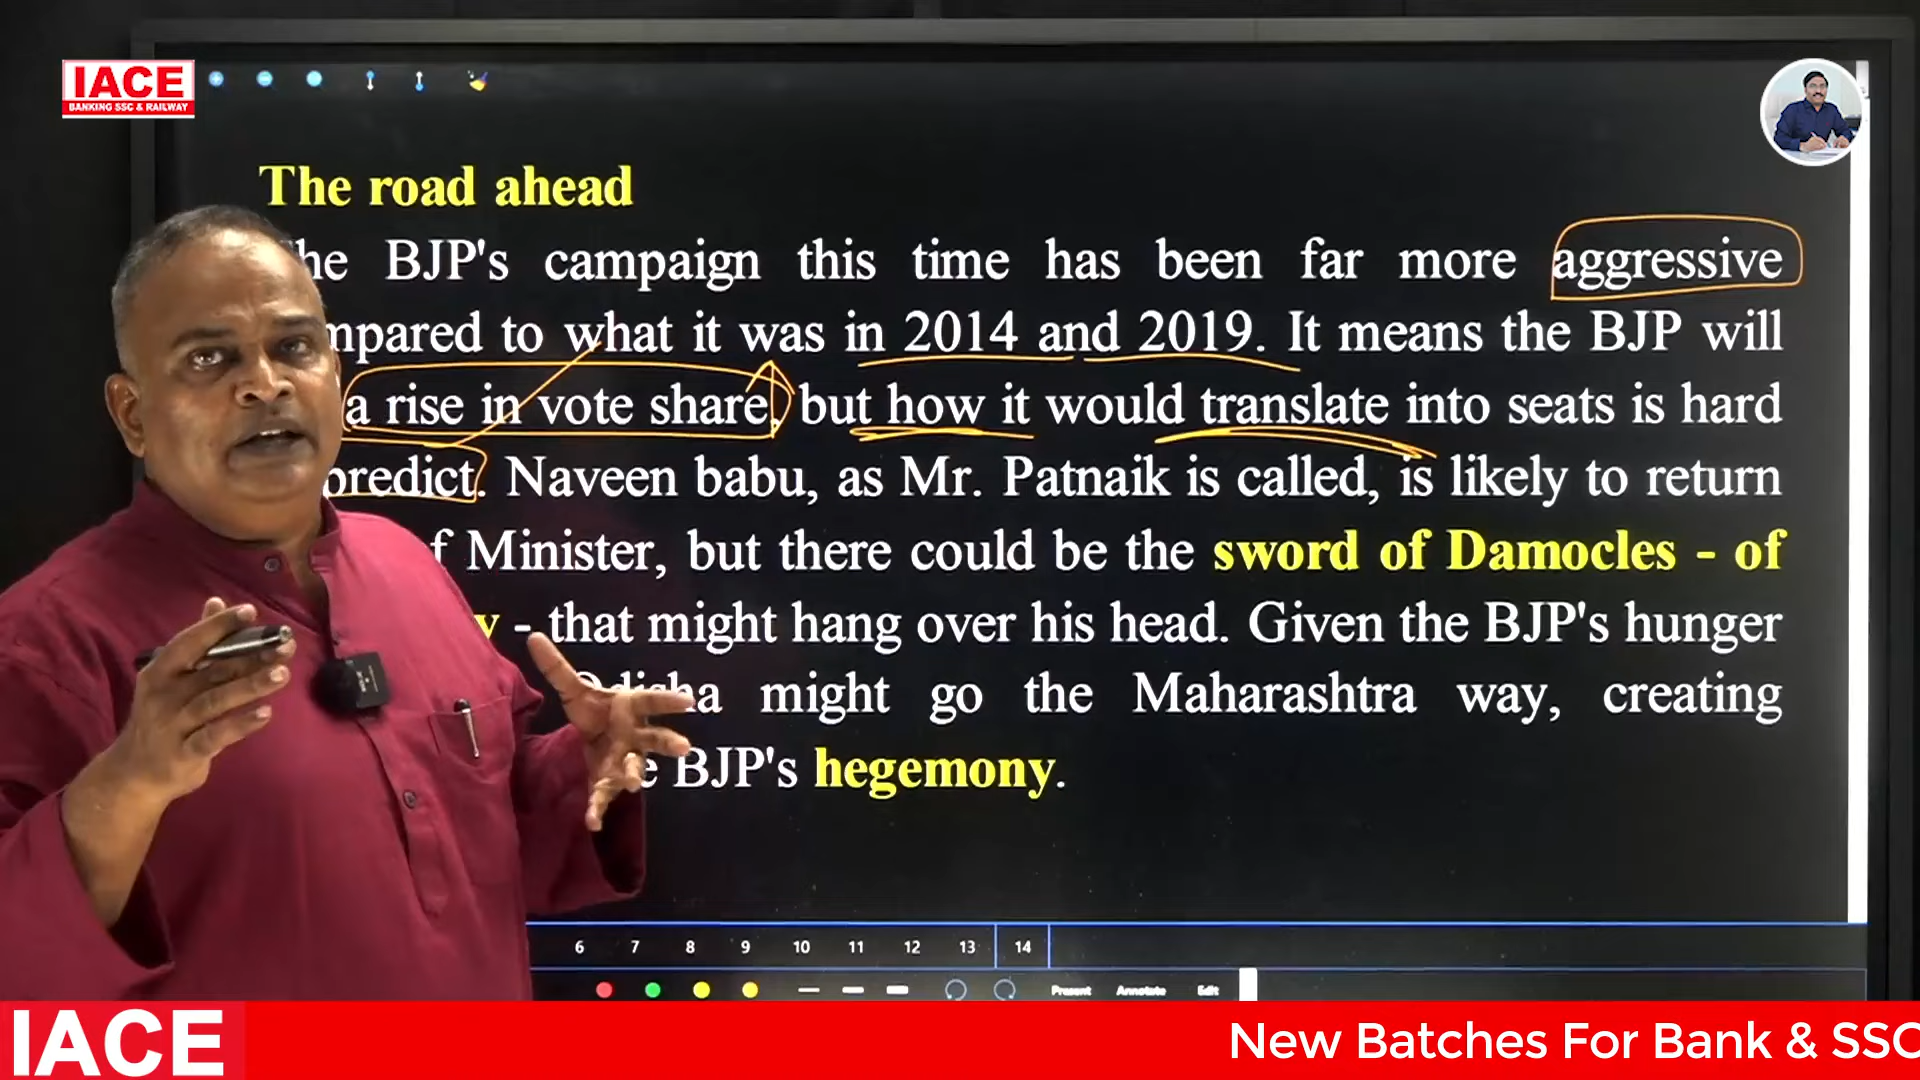 IACE
BANKING SSC & RAILWAY
The road ahead
he BJP's campaign this time has been far more aggressive
mpared to what it was in 2014 and 2019. It means the BJP will
a rise in vote share, but how it would translate into seats is hard
predict. Naveen babu, as Mr. Patnaik is called, is likely to return
f Minister, but there could be the sword of Damocles - of
y - that might hang over his head. Given the BJP's hunger
Odisha might go the Maharashtra way, creating
e BJP's hegemony.
6 7 8 9 10 11 12 13 14
Present Annotate Edit
IACE
New Batches For Bank & SSC